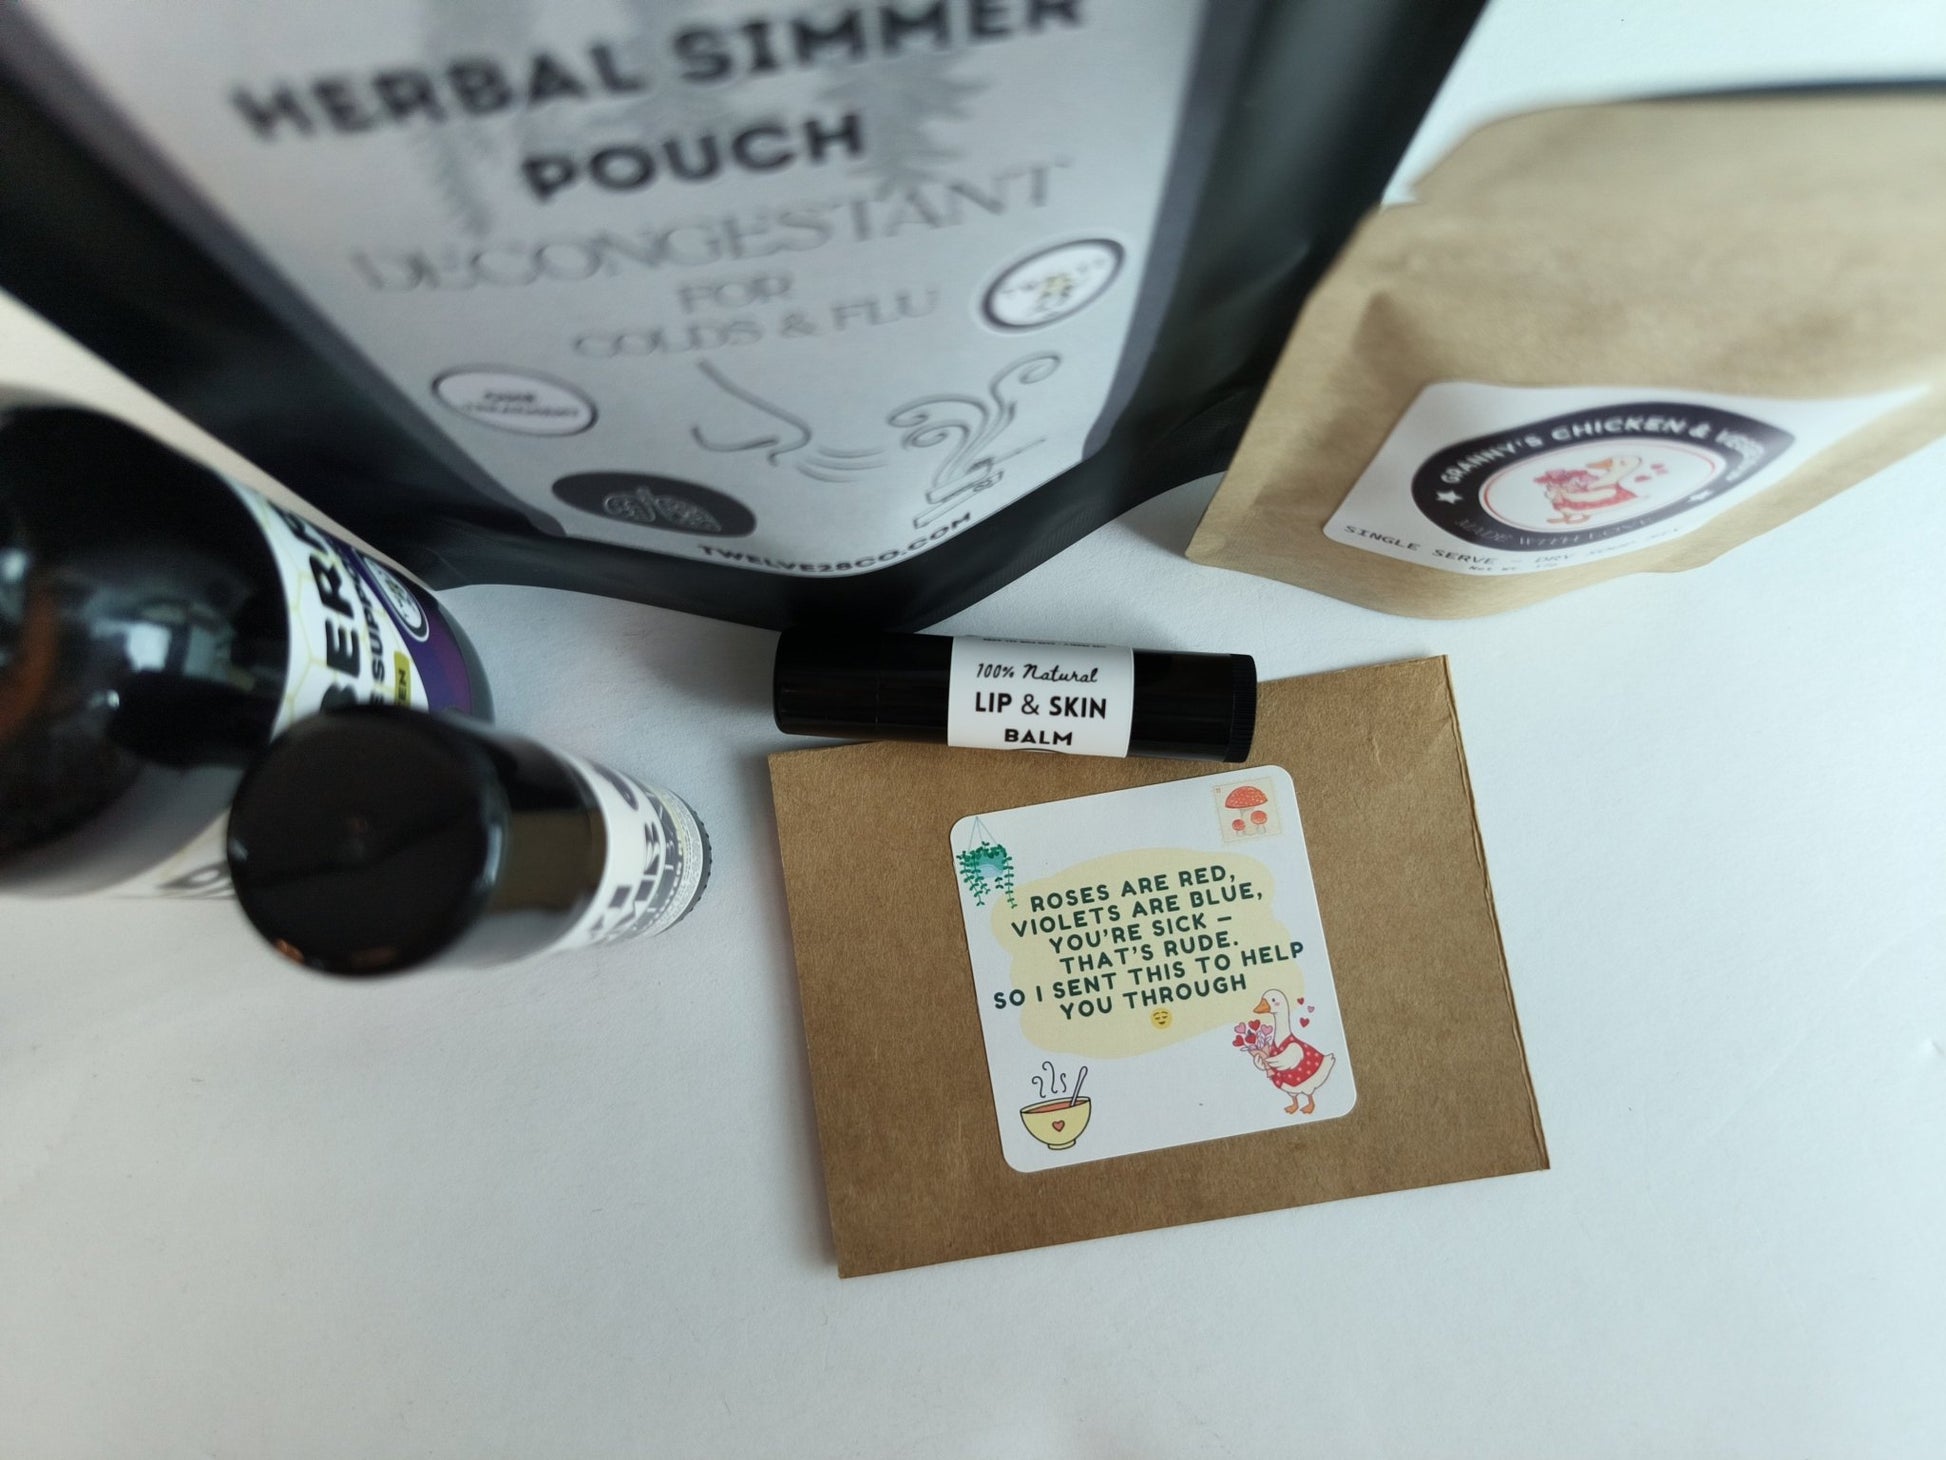 HERBAL SIMMER
POUCH
DECONGESTANT
FOR
COLDS & FLU
TWELVE28CO.COM
GRANNY'S CHICKEN &
MADE WITH LOVE
SINGLE SERVE - DRY SOUP
100% Natural
LIP & SKIN
BALM
ROSES ARE RED,
VIOLETS ARE BLUE,
YOU'RE SICK –
THAT'S RUDE.
SO I SENT THIS TO HELP
YOU THROUGH